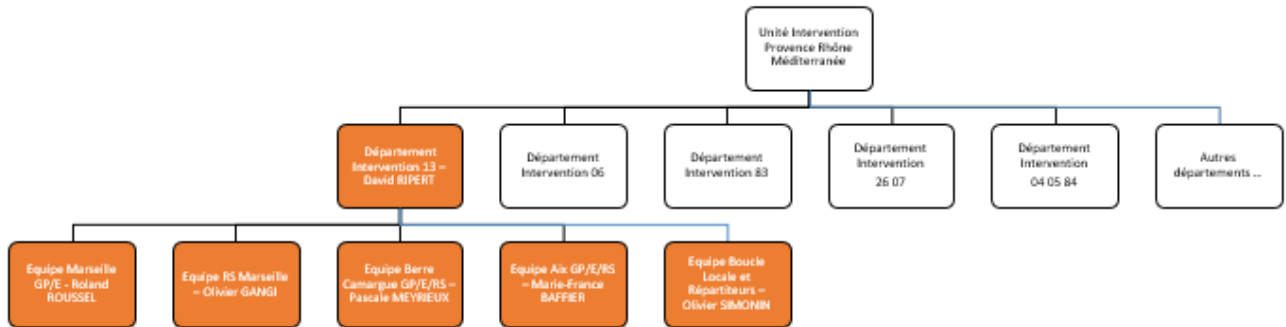 Unité Intervention
Provence Rhône
Méditerranée
Département
Intervention 13 –
David RIPERT
Département
Intervention 06
Département
Intervention 83
Département
Intervention
26 07
Département
Intervention
04 05 84
Autres
départements ...
Equipe Marseille
GP/E - Roland
ROUSSEL
Equipe RS Marseille
– Olivier GANGI
Equipe Berre
Camargue GP/E/RS –
Pascale MEYRIEUX
Equipe Aix GP/E/RS
– Marie-France
BAFFIER
Equipe Boucle
Locale et
Répartiteurs –
Olivier SIMONIN